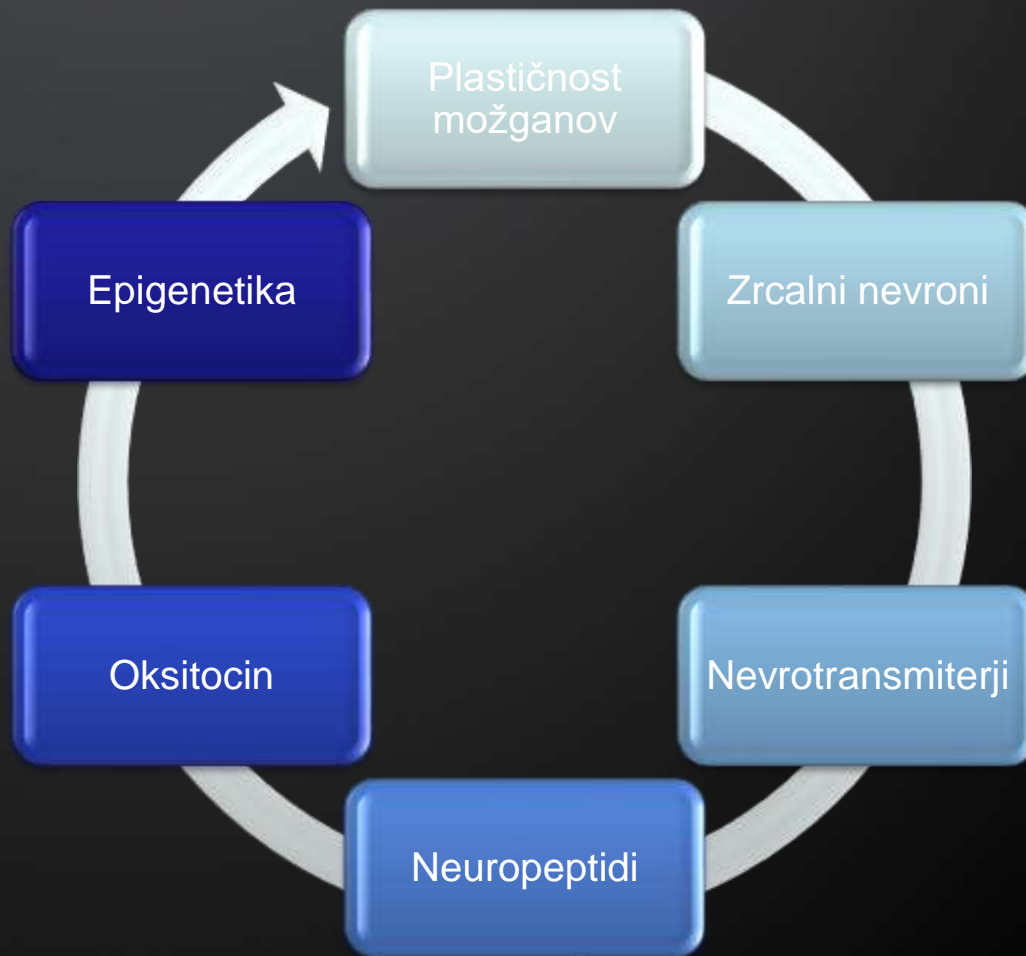 Plastičnost
možganov
Zrcalni nevroni
Nevrotransmiterji
Neuropeptidi
Oksitocin
Epigenetika